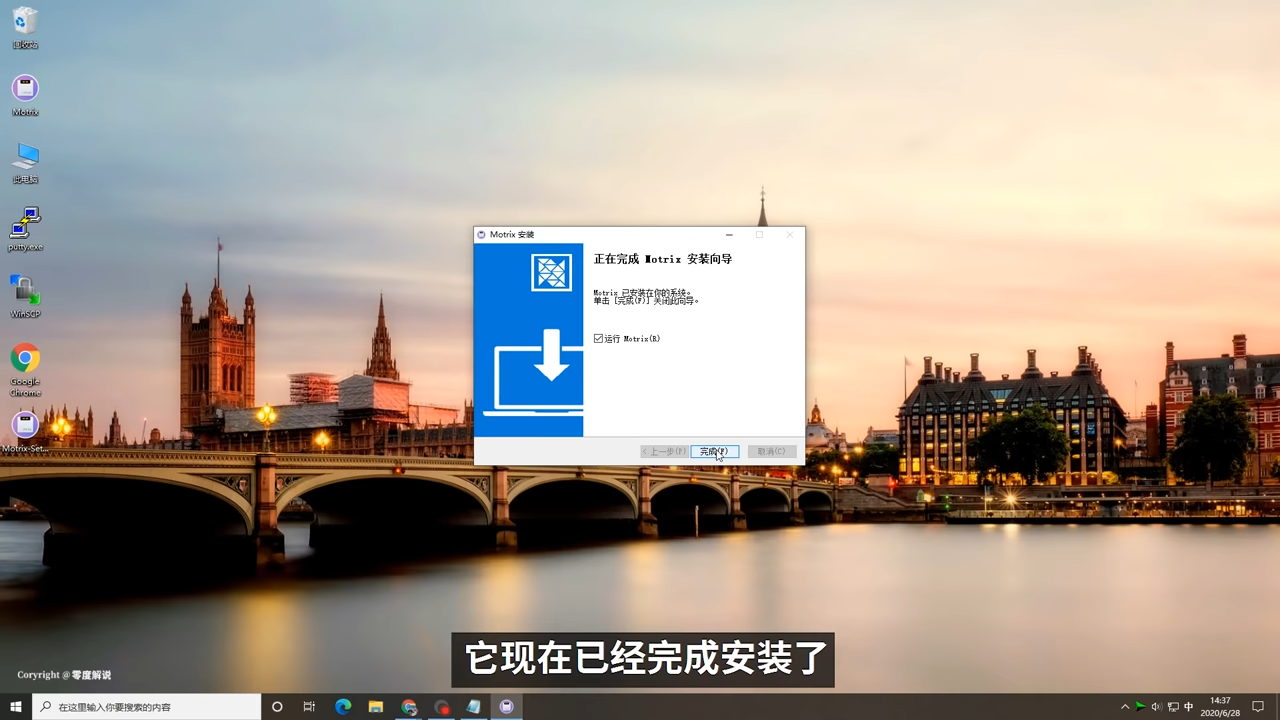 回收站
Motrix
此电脑
putty.exe
WinSCP
Google
Chrome
Motrix-Set...
Motrix 安装
正在完成 Motrix 安装向导
Motrix 已安装在你的系统。
单击 [完成(F)] 关闭此向导。
运行 Motrix(R)
< 上一步(P)
完成(F)
取消(C)
它现在已经完成安装了
Coryright @ 零度解说
在这里输入你要搜索的内容
中
14:37
2020/6/28